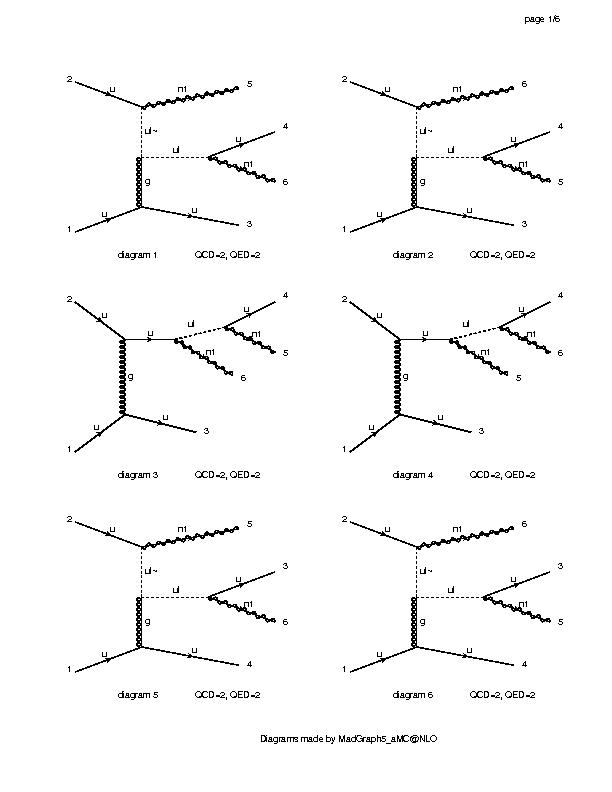 page 1/6
2 u n1 5
ul~
ul u 4
n1 6
g
1 u u 3
diagram 1 QCD=2, QED=2
2 u n1 6
ul~
ul u 4
n1 5
g
1 u u 3
diagram 2 QCD=2, QED=2
2 u u ul 4
n1 5
n1 6
g
1 u u 3
diagram 3 QCD=2, QED=2
2 u u ul 4
n1 6
n1 5
g
1 u u 3
diagram 4 QCD=2, QED=2
2 u n1 5
ul~
ul u 3
n1 6
g
1 u u 4
diagram 5 QCD=2, QED=2
2 u n1 6
ul~
ul u 3
n1 5
g
1 u u 4
diagram 6 QCD=2, QED=2
Diagrams made by MadGraph5_aMC@NLO